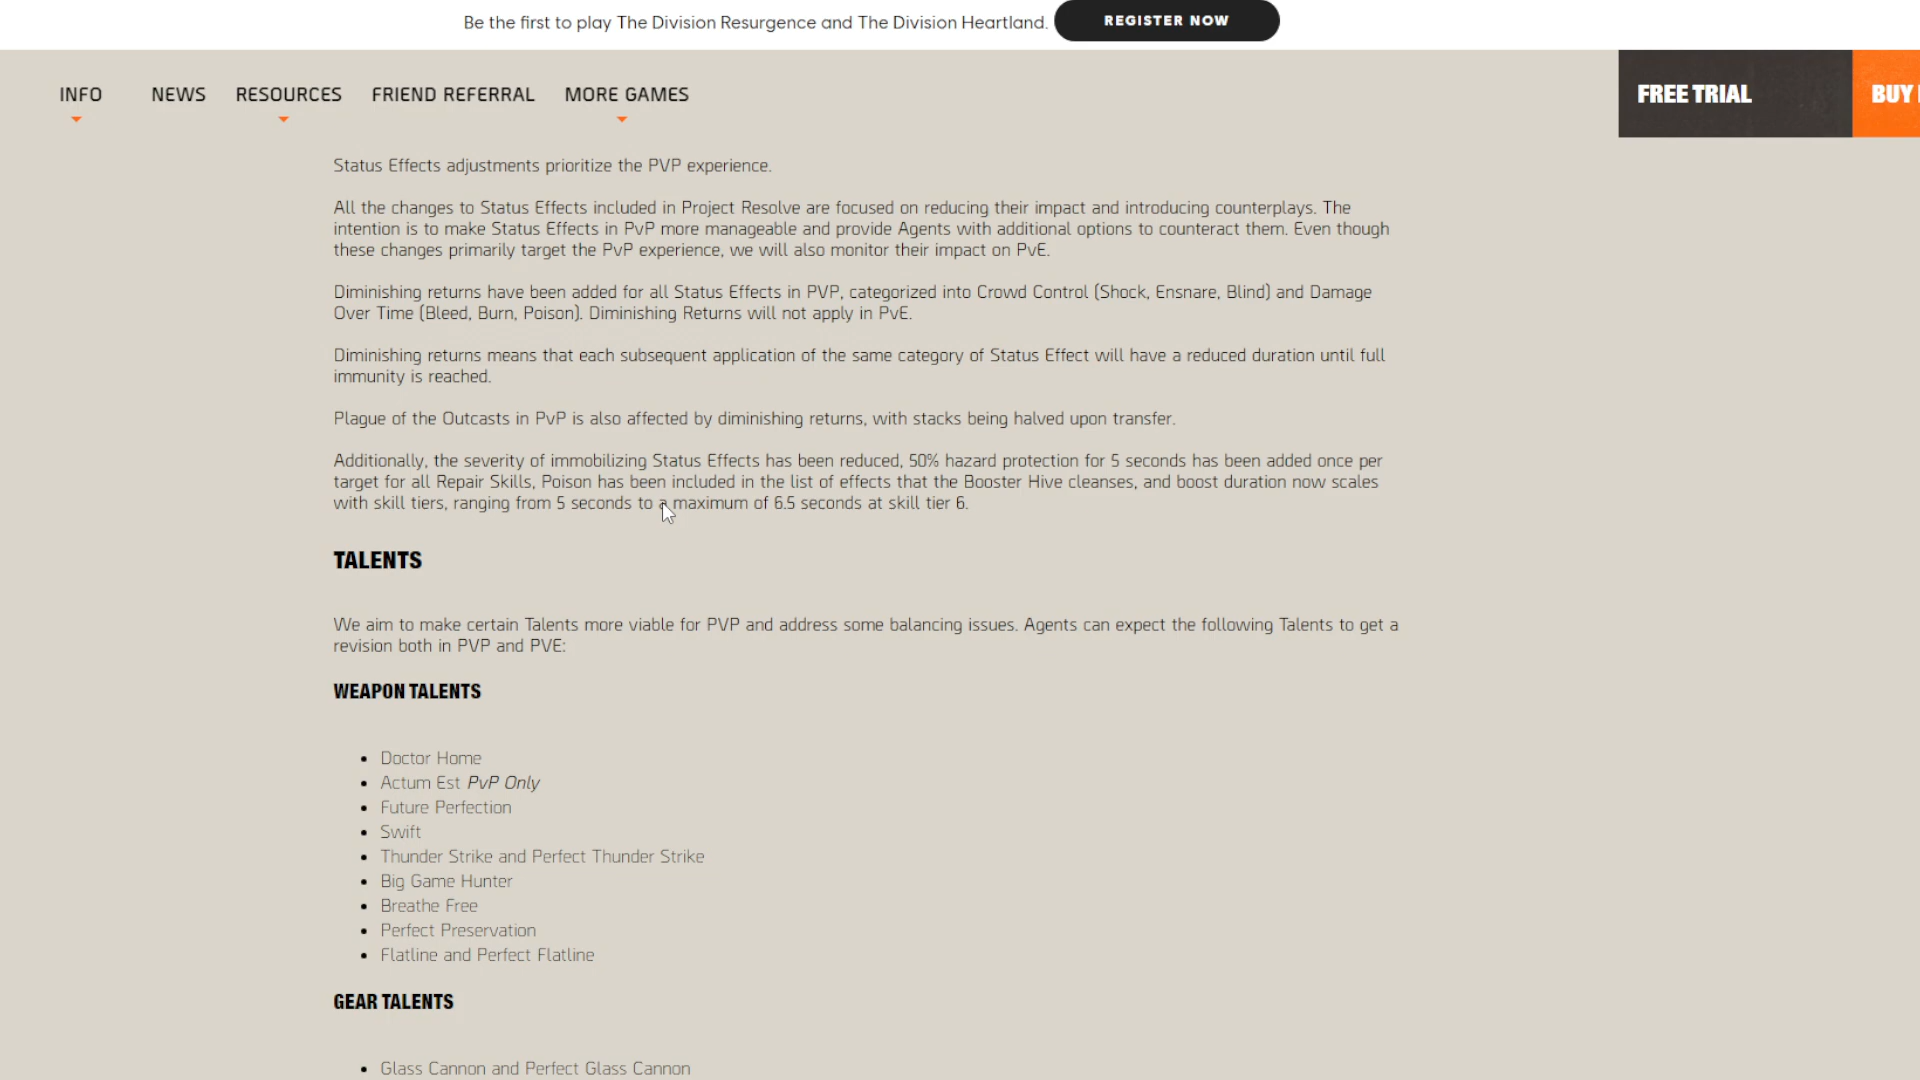 Be the first to play The Division Resurgence and The Division Heartland. REGISTER NOW
INFO NEWS RESOURCES FRIEND REFERRAL MORE GAMES FREE TRIAL BUY
Status Effects adjustments prioritize the PVP experience.
All the changes to Status Effects included in Project Resolve are focused on reducing their impact and introducing counterplays. The
intention is to make Status Effects in PvP more manageable and provide Agents with additional options to counteract them. Even though
these changes primarily target the PvP experience, we will also monitor their impact on PvE.
Diminishing returns have been added for all Status Effects in PVP, categorized into Crowd Control (Shock, Ensnare, Blind) and Damage
Over Time (Bleed, Burn, Poison). Diminishing Returns will not apply in PvE.
Diminishing returns means that each subsequent application of the same category of Status Effect will have a reduced duration until full
immunity is reached.
Plague of the Outcasts in PvP is also affected by diminishing returns, with stacks being halved upon transfer.
Additionally, the severity of immobilizing Status Effects has been reduced, 50% hazard protection for 5 seconds has been added once per
target for all Repair Skills, Poison has been included in the list of effects that the Booster Hive cleanses, and boost duration now scales
with skill tiers, ranging from 5 seconds to a maximum of 6.5 seconds at skill tier 6.
TALENTS
We aim to make certain Talents more viable for PVP and address some balancing issues. Agents can expect the following Talents to get a
revision both in PVP and PVE:
WEAPON TALENTS
• Doctor Home
• Actum Est PvP Only
• Future Perfection
• Swift
• Thunder Strike and Perfect Thunder Strike
• Big Game Hunter
• Breathe Free
• Perfect Preservation
• Flatline and Perfect Flatline
GEAR TALENTS
• Glass Cannon and Perfect Glass Cannon